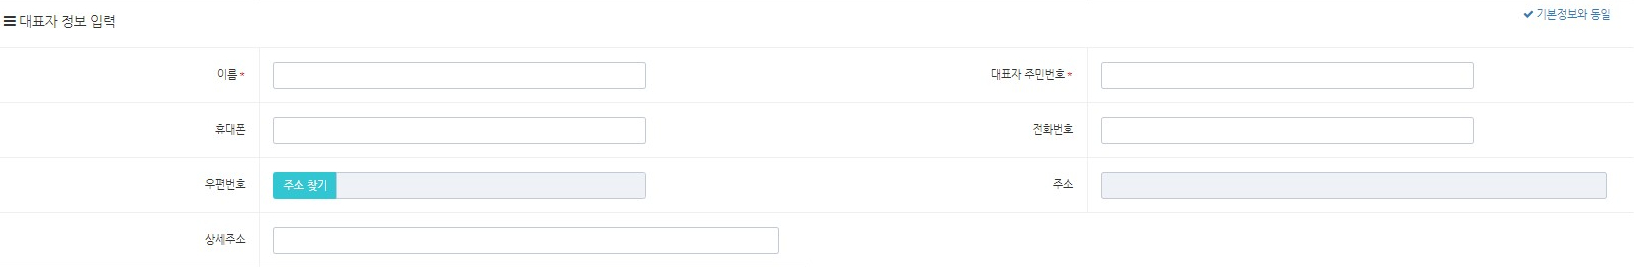 대표자 정보 입력
기본정보와 동일
이름*
대표자 주민번호*
휴대폰
전화번호
우편번호
주소 찾기
주소
상세주소